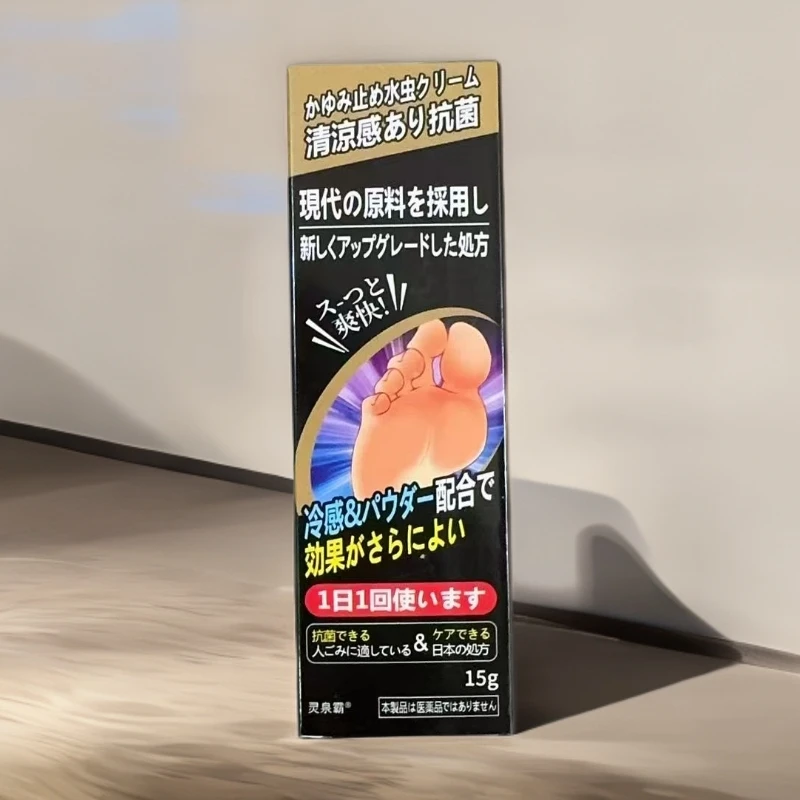 かゆみ止め水虫クリーム
清涼感あり抗菌
現代の原料を採用し
新しくアップグレードした処方
スーつと
爽快!
冷感&パウダー配合で
効果がさらによい
1日1回使います
抗菌できる
人ごみに適している
&
ケアできる
日本の処方
15g
灵泉霸®
本製品は医薬品ではありません